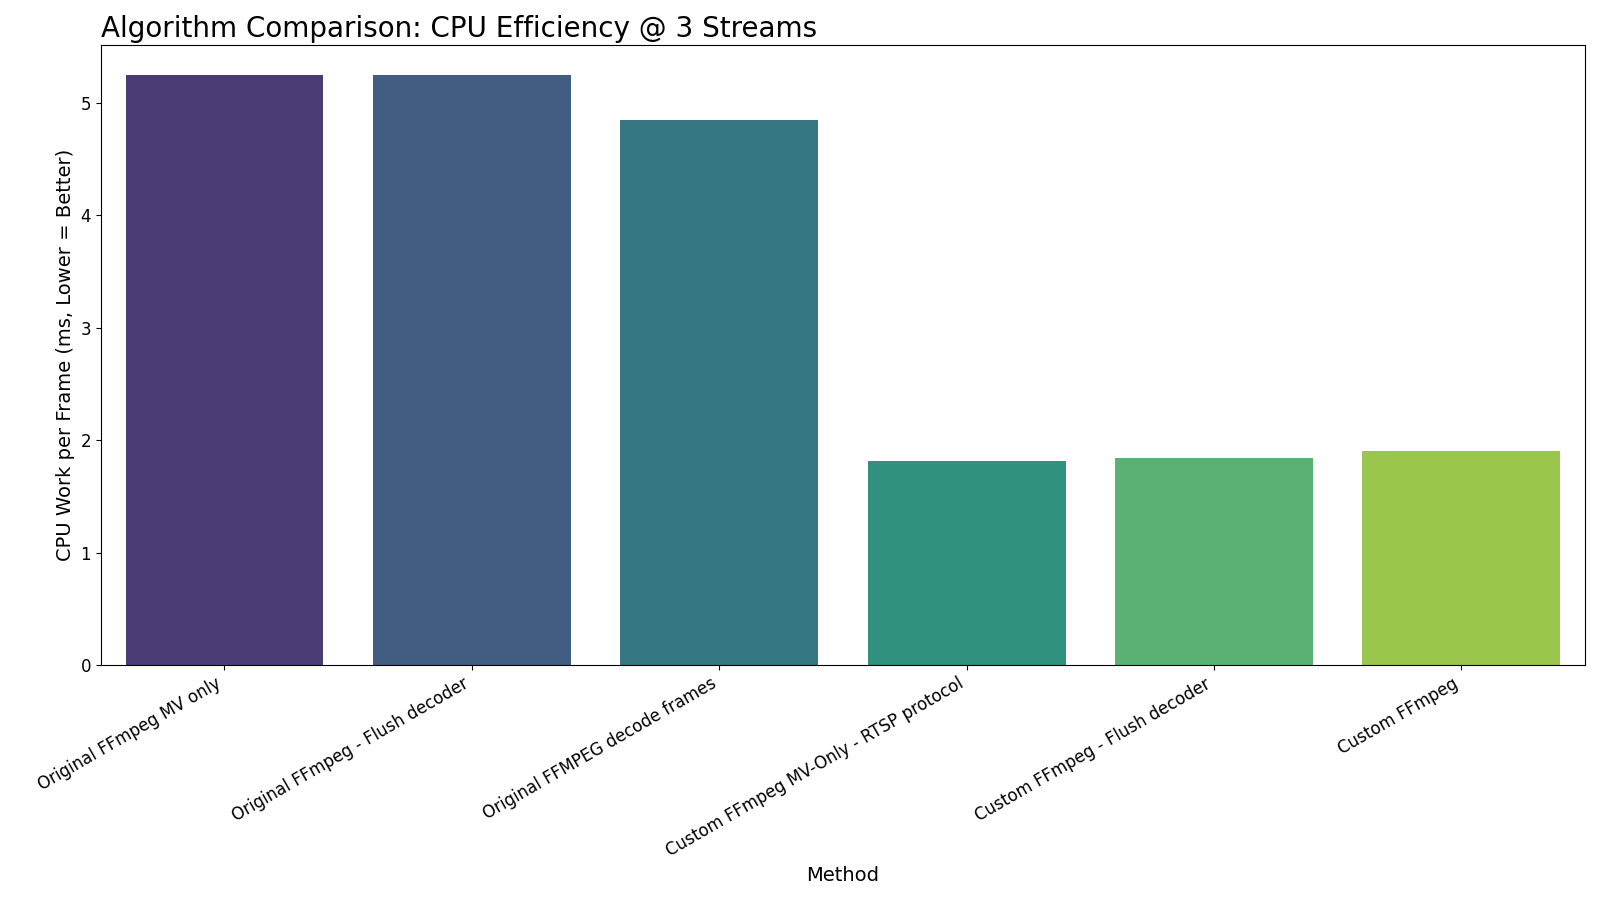 Algorithm Comparison: CPU Efficiency @ 3 Streams
CPU Work per Frame (ms, Lower = Better)
5
4
3
2
1
0
Original FFmpeg MV only
Original FFmpeg - Flush decoder
Original FFMPEG decode frames
Custom FFmpeg MV-Only - RTSP protocol
Custom FFmpeg - Flush decoder
Custom FFmpeg
Method